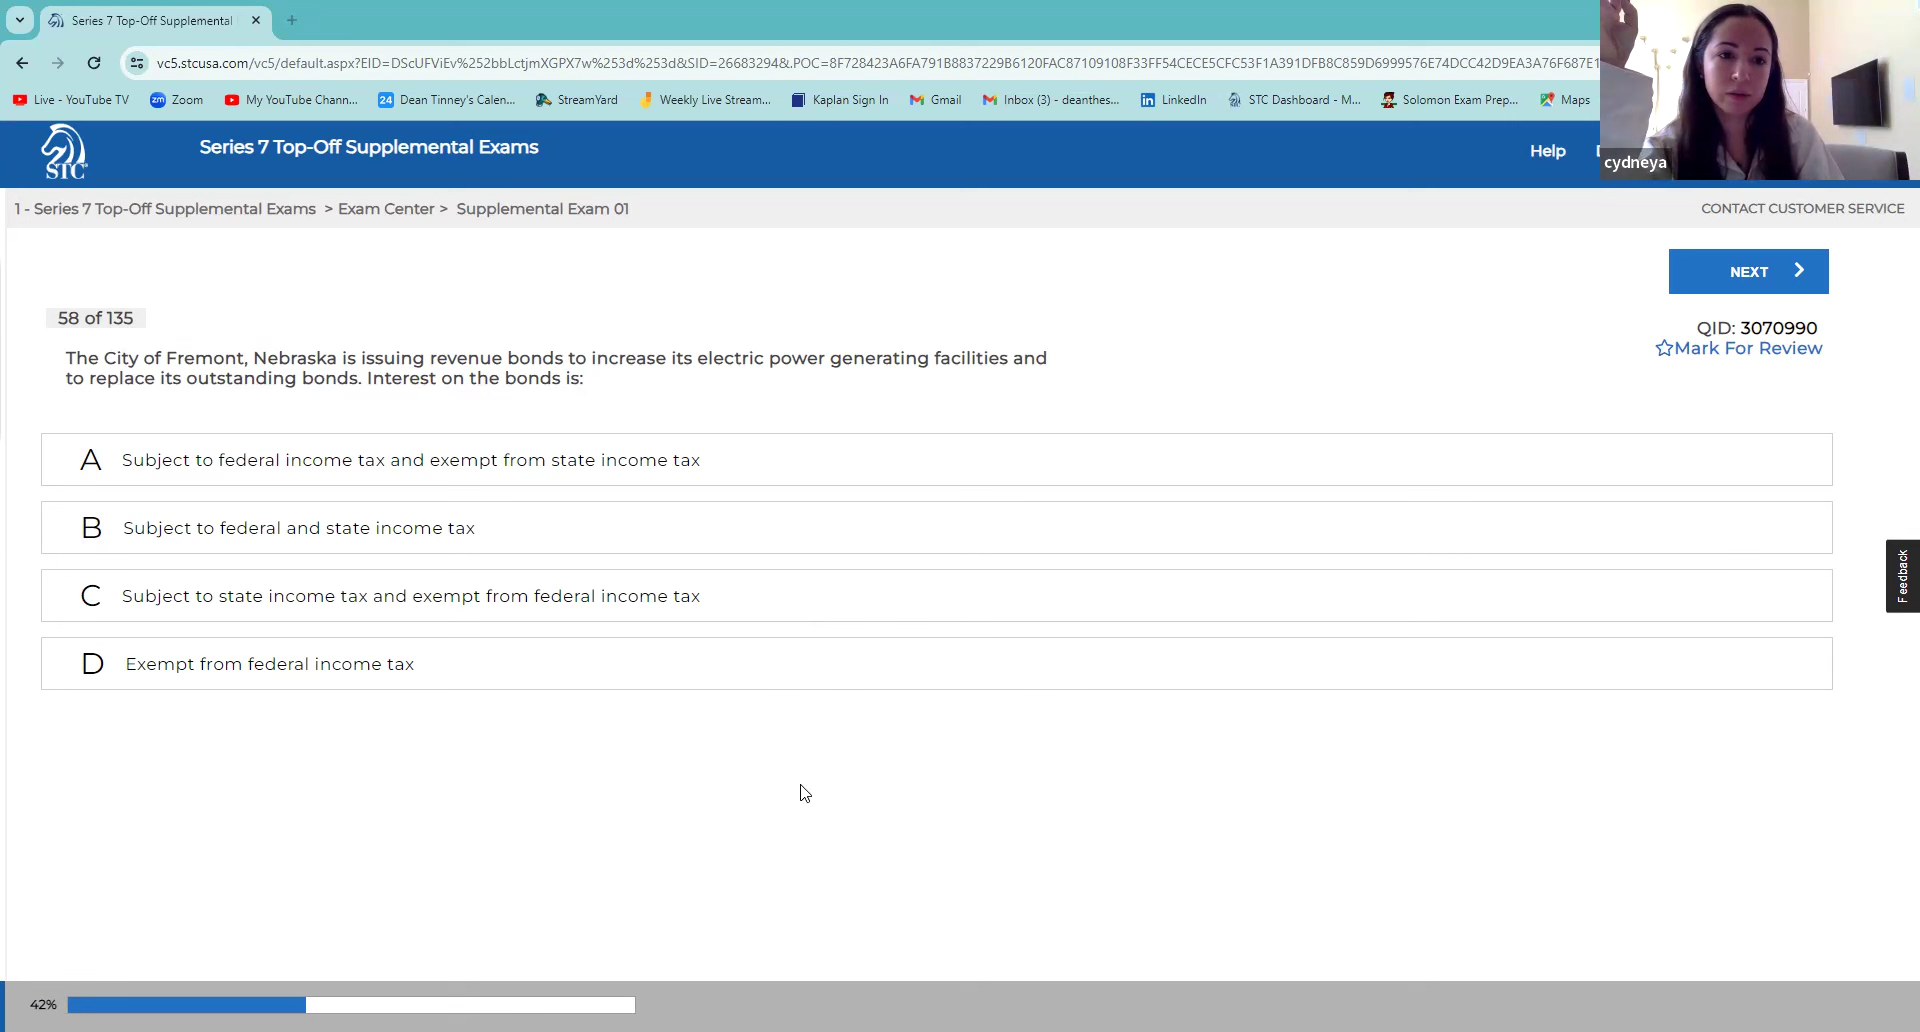 Series 7 Top-Off Supplemental
vc5.stcusa.com/vc5/default.aspx?EID=DScUFViEv%252bbLctjmXGPX7w%253d%253d&SID=26683294&.POC=8F728423A6FA791B8837229B6120FAC87109108F33FF54CECE5CFC53F1A391DFB8C859D6999576E74DCC42D9EA3A76F687E1
Live - YouTube TV zm Zoom My YouTube Chann... 24 Dean Tinney's Calen... StreamYard Weekly Live Stream... Kaplan Sign In Gmail Inbox (3) - deanthes... LinkedIn STC Dashboard - M... Solomon Exam Prep... Maps
cydneya
STC
Series 7 Top-Off Supplemental Exams
Help
1 - Series 7 Top-Off Supplemental Exams > Exam Center > Supplemental Exam 01
CONTACT CUSTOMER SERVICE
NEXT
58 of 135
QID: 3070990
Mark For Review
The City of Fremont, Nebraska is issuing revenue bonds to increase its electric power generating facilities and
to replace its outstanding bonds. Interest on the bonds is:
A Subject to federal income tax and exempt from state income tax
B Subject to federal and state income tax
C Subject to state income tax and exempt from federal income tax
D Exempt from federal income tax
Feedback
42%